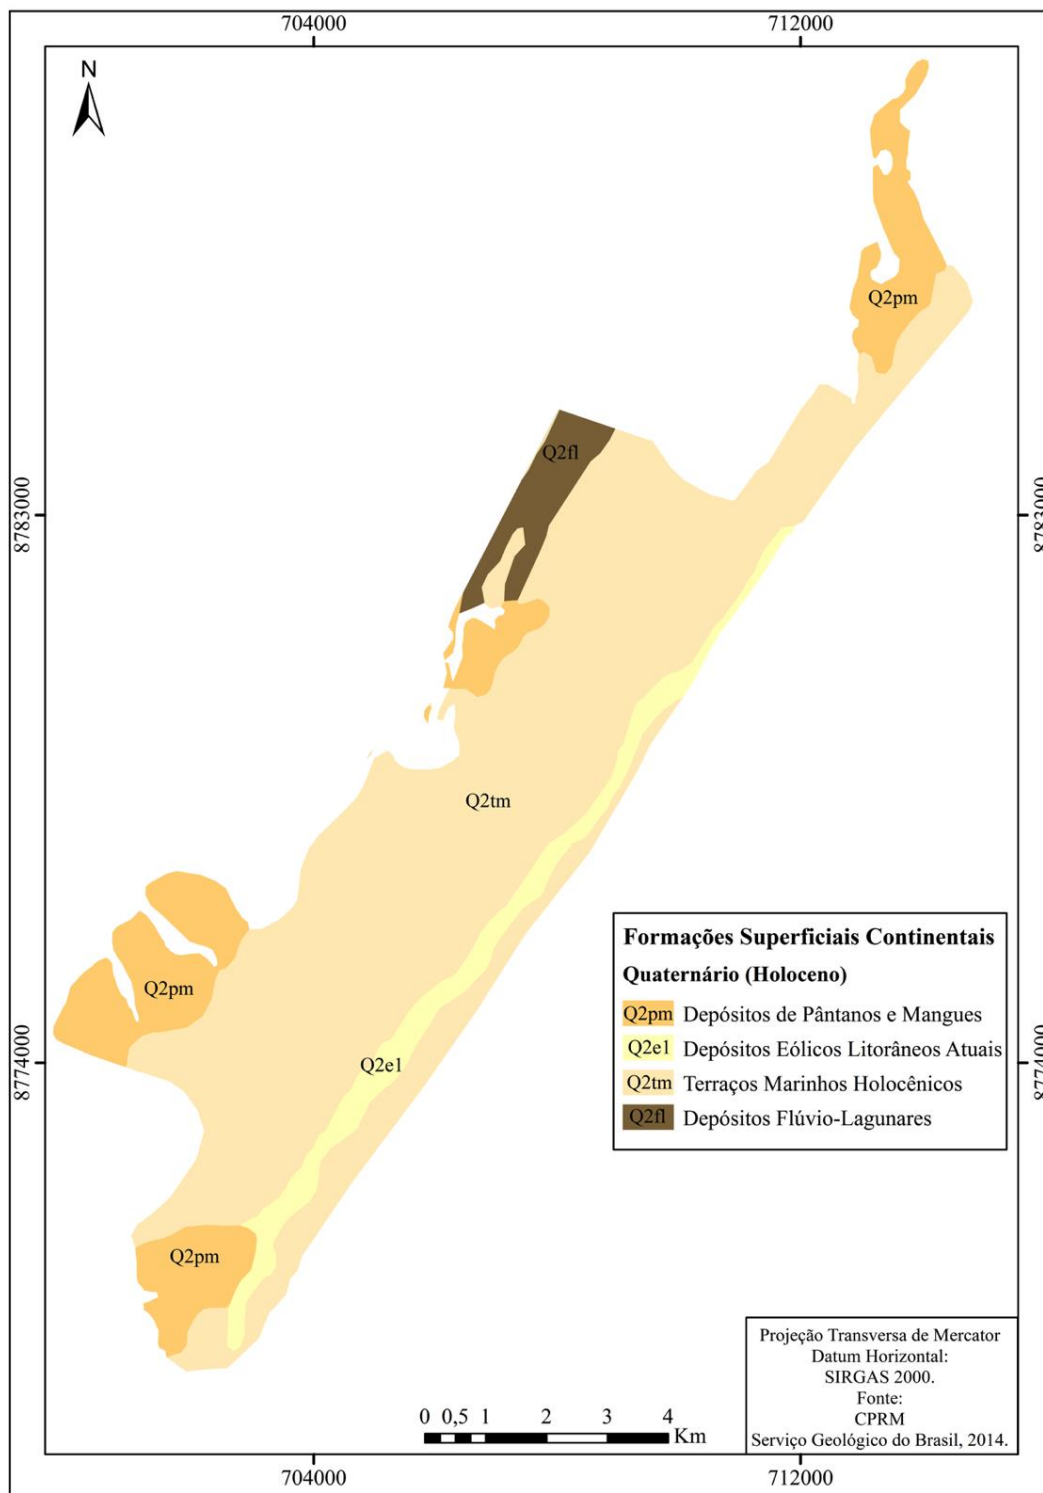 704000
712000
N
Q2pm
Q2fl
8783000
8783000
Q2tm
Formações Superficiais Continentais
Quaternário (Holoceno)
Q2pm Depósitos de Pântanos e Mangues
Q2e1 Depósitos Eólicos Litorâneos Atuais
Q2tm Terraços Marinhos Holocênicos
Q2fl Depósitos Flúvio-Lagunares
Q2pm
Q2e1
8774000
8774000
Q2pm
Projeção Transversa de Mercator
Datum Horizontal:
SIRGAS 2000.
Fonte:
CPRM
Serviço Geológico do Brasil, 2014.
0 0,5 1 2 3 4
Km
704000
712000